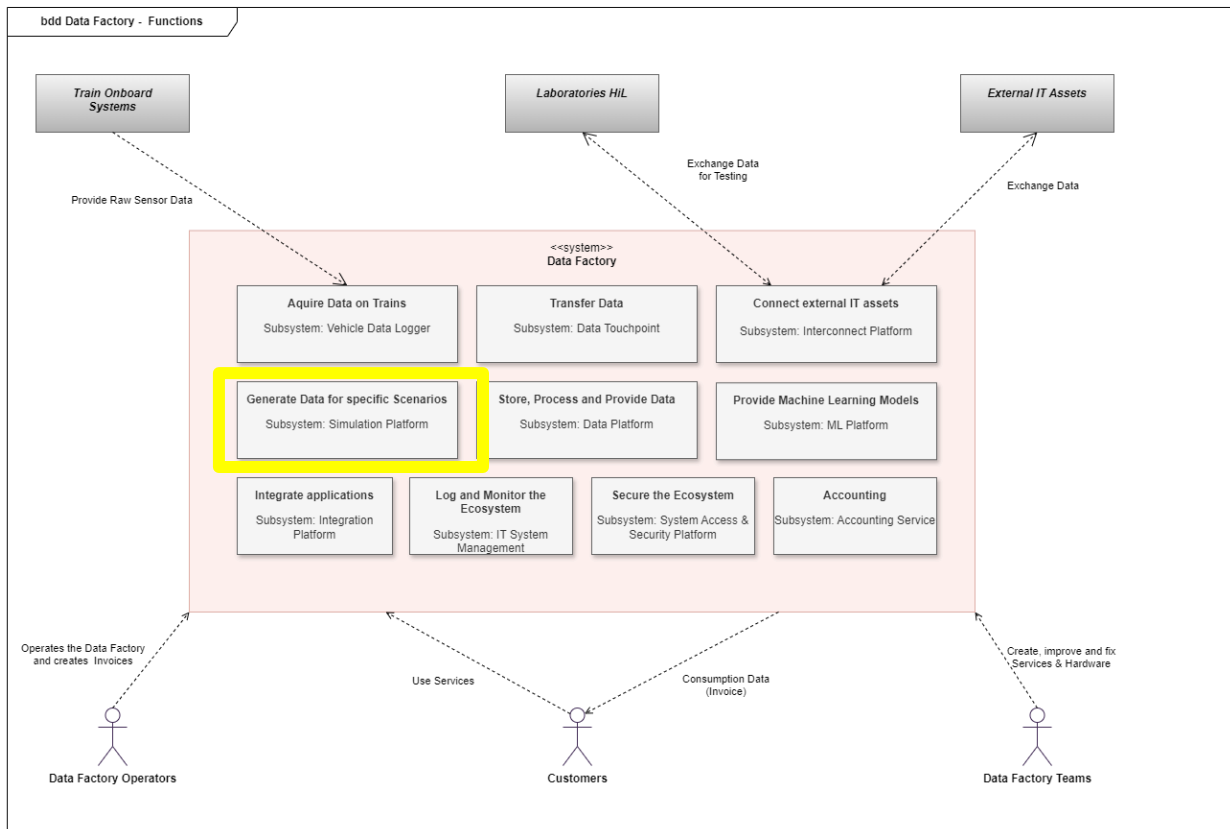 bdd Data Factory -  Functions
Train Onboard
Systems
Laboratories HiL
External IT Assets
Exchange Data
for Testing
Exchange Data
Provide Raw Sensor Data
<<system>>
Data Factory
Aquire Data on Trains
Subsystem: Vehicle Data Logger
Transfer Data
Subsystem: Data Touchpoint
Connect external IT assets
Subsystem: Interconnect Platform
Generate Data for specific Scenarios
Subsystem: Simulation Platform
Store, Process and Provide Data
Subsystem: Data Platform
Provide Machine Learning Models
Subsystem: ML Platform
Integrate applications
Subsystem: Integration
Platform
Log and Monitor the
Ecosystem
Subsystem: IT System
Management
Secure the Ecosystem
Subsystem: System Access &
Security Platform
Accounting
Subsystem: Accounting Service
Operates the Data Factory
and creates  Invoices
Use Services
Consumption Data
(Invoice)
Create, improve and fix
Services & Hardware
Data Factory Operators
Customers
Data Factory Teams